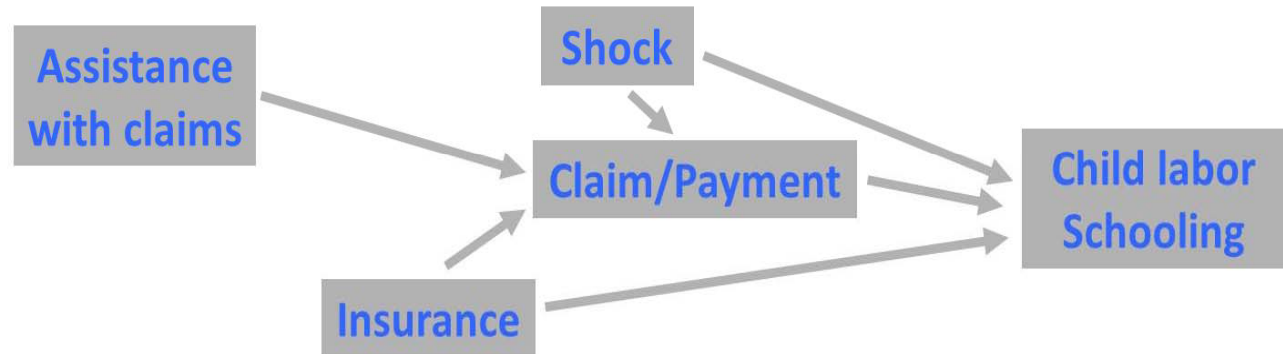 Assistance
with claims
Shock
Claim/Payment
Child labor
Schooling
Insurance